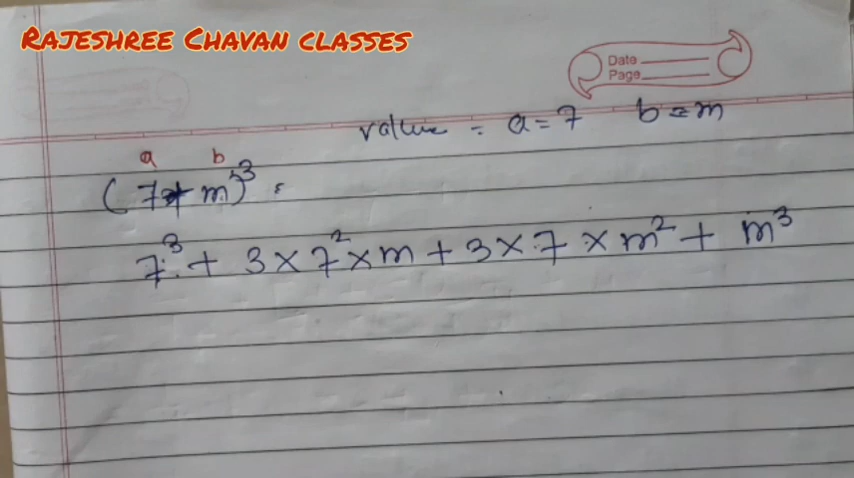 RAJESHREE CHAVAN CLASSES
Date
Page
value = a = 7 b = m
a b
(7+m)³ =
7³ + 3 × 7² × m + 3 × 7 × m² + m³